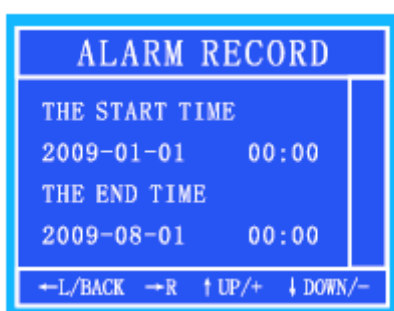 ALARM RECORD
THE START TIME
2009-01-01 00:00
THE END TIME
2009-08-01 00:00
←L/BACK →R ↑UP/+ ↓DOWN/-